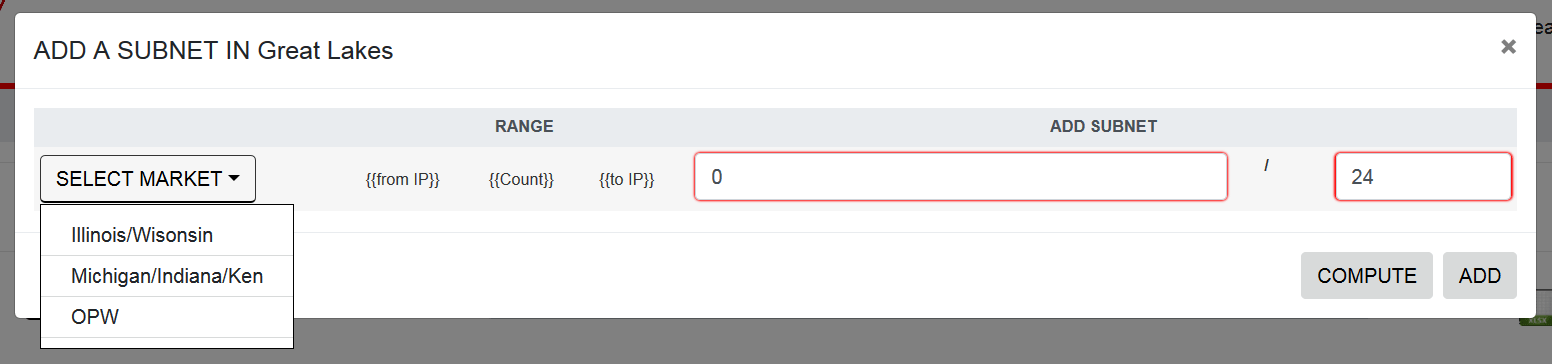 ADD A SUBNET IN Great Lakes
×
RANGE ADD SUBNET
SELECT MARKET {{from IP}} {{Count}} {{to IP}} 0 / 24
Illinois/Wisonsin
Michigan/Indiana/Ken
OPW
COMPUTE ADD